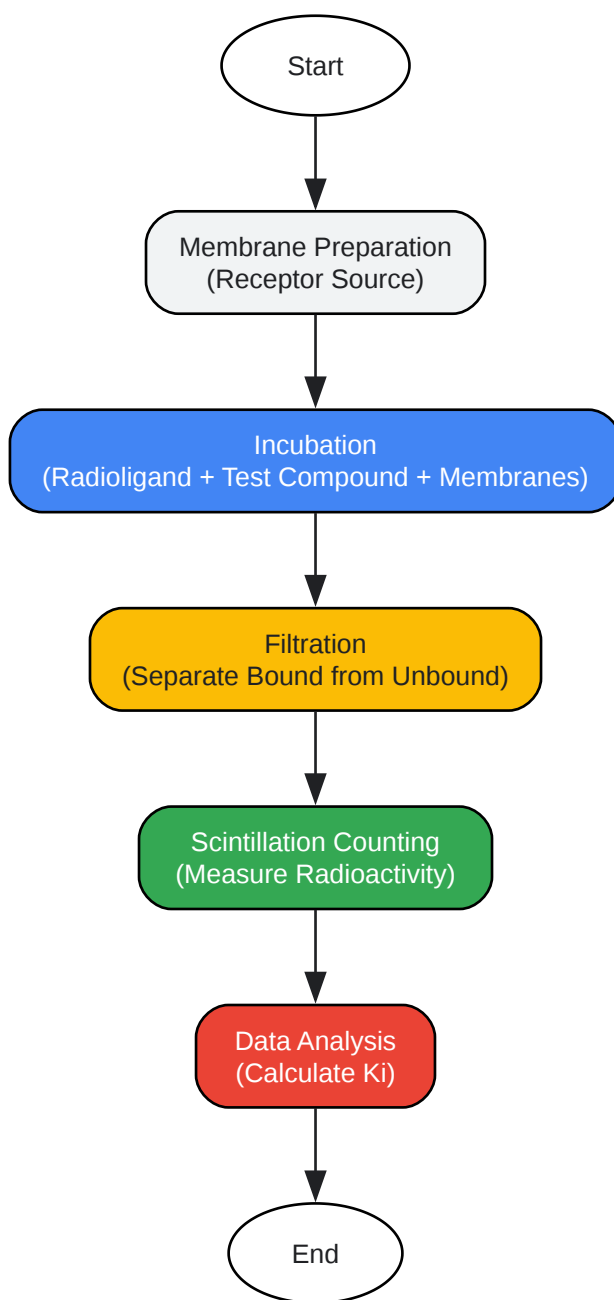 Start
Membrane Preparation
(Receptor Source)
Incubation
(Radioligand + Test Compound + Membranes)
Filtration
(Separate Bound from Unbound)
Scintillation Counting
(Measure Radioactivity)
Data Analysis
(Calculate Ki)
End